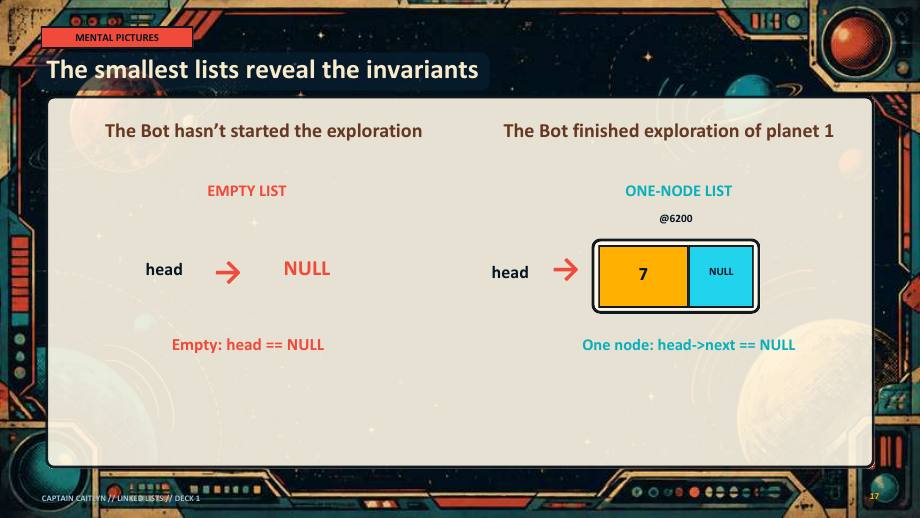 MENTAL PICTURES
The smallest lists reveal the invariants
The Bot hasn't started the exploration
EMPTY LIST
head → NULL
Empty: head == NULL
The Bot finished exploration of planet 1
ONE-NODE LIST
@6200
head → 7 NULL
One node: head->next == NULL
CAPTAIN CAITLYN // LINKED LISTS // DECK 1
17